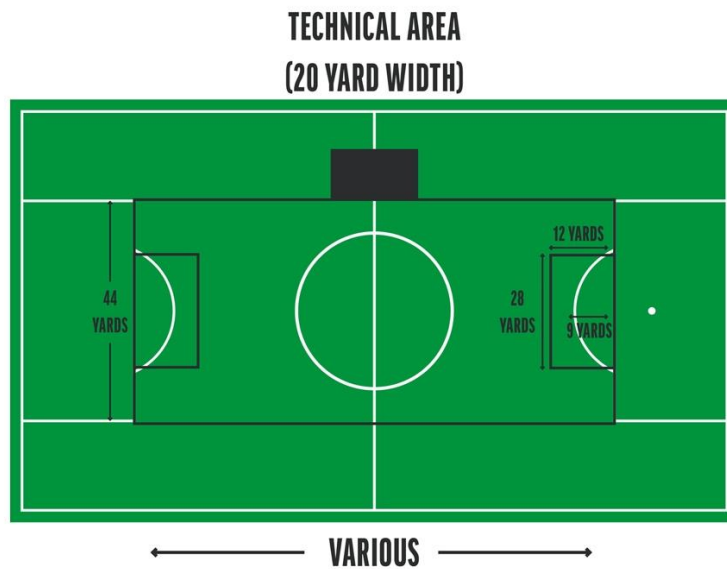 TECHNICAL AREA
(20 YARD WIDTH)
12 YARDS
44
YARDS
28
YARDS
9 YARDS
VARIOUS